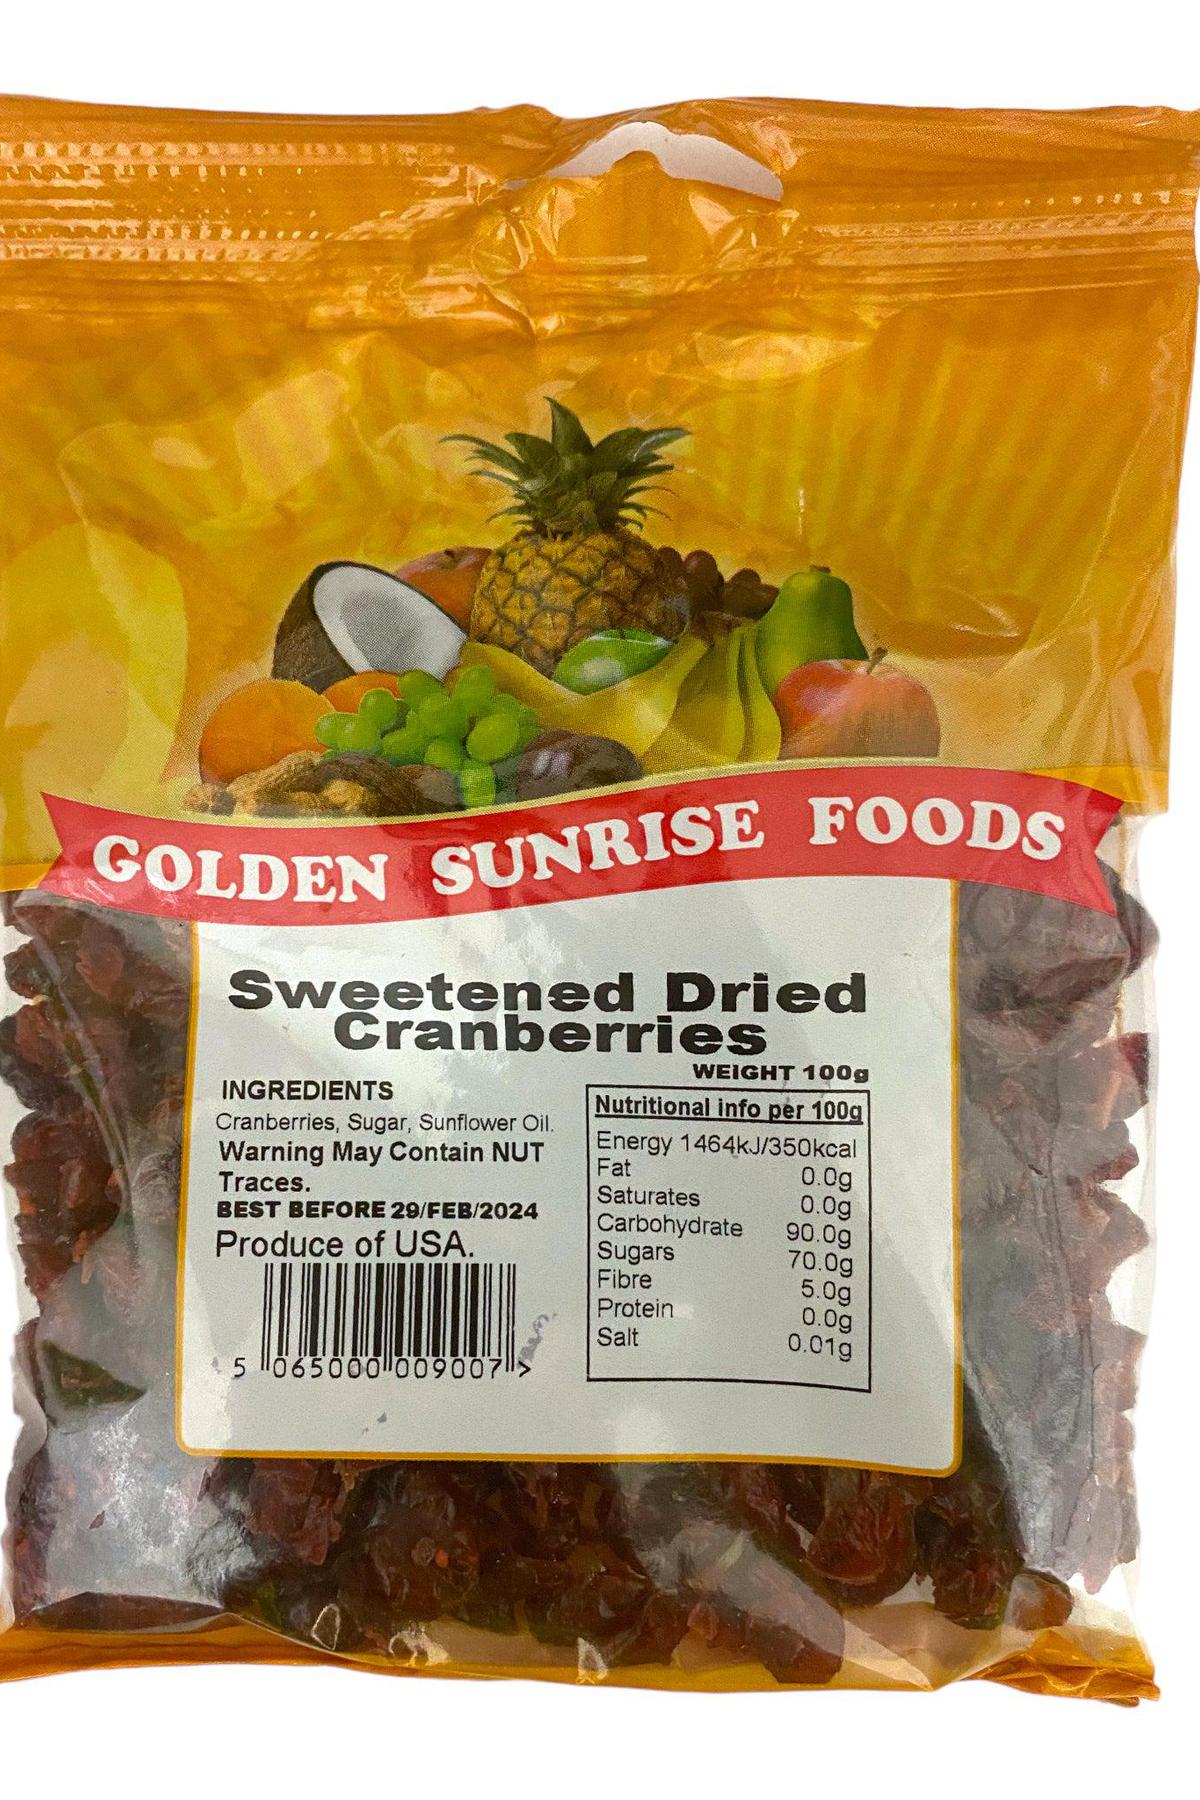 GOLDEN SUNRISE FOODS
Sweetened Dried
Cranberries
WEIGHT 100g
INGREDIENTS
Cranberries, Sugar, Sunflower Oil.
Warning May Contain NUT
Traces.
BEST BEFORE 29/FEB/2024
Produce of USA.
5 065000 009007 >
Nutritional info per 100g
Energy 1464kJ/350kcal
Fat 0.0g
Saturates 0.0g
Carbohydrate 90.0g
Sugars 70.0g
Fibre 5.0g
Protein 0.0g
Salt 0.01g